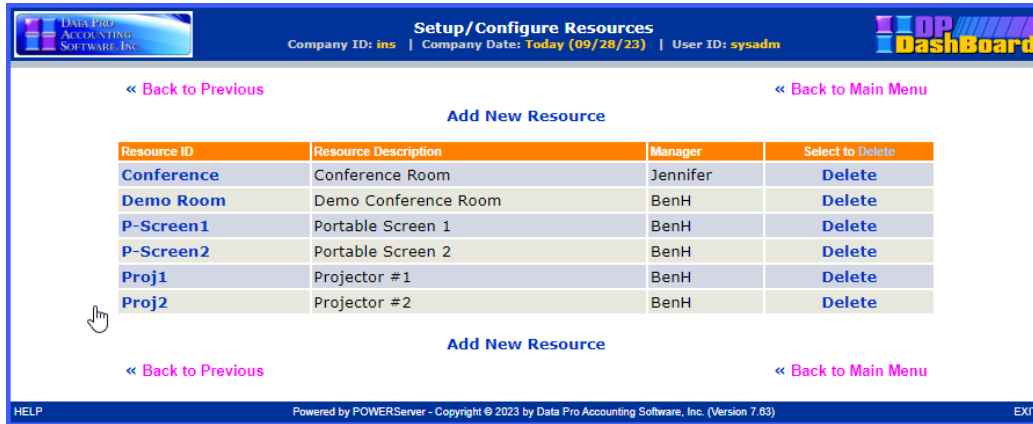 DATA PRO
ACCOUNTING
SOFTWARE, INC.
Setup/Configure Resources
Company ID: ins | Company Date: Today (09/28/23) | User ID: sysadm
DP
DashBoard
« Back to Previous
« Back to Main Menu
Add New Resource
Resource ID Resource Description Manager Select to Delete
Conference Conference Room Jennifer Delete
Demo Room Demo Conference Room BenH Delete
P-Screen1 Portable Screen 1 BenH Delete
P-Screen2 Portable Screen 2 BenH Delete
Proj1 Projector #1 BenH Delete
Proj2 Projector #2 BenH Delete
Add New Resource
« Back to Previous
« Back to Main Menu
HELP Powered by POWERServer - Copyright © 2023 by Data Pro Accounting Software, Inc. (Version 7.63) EXIT